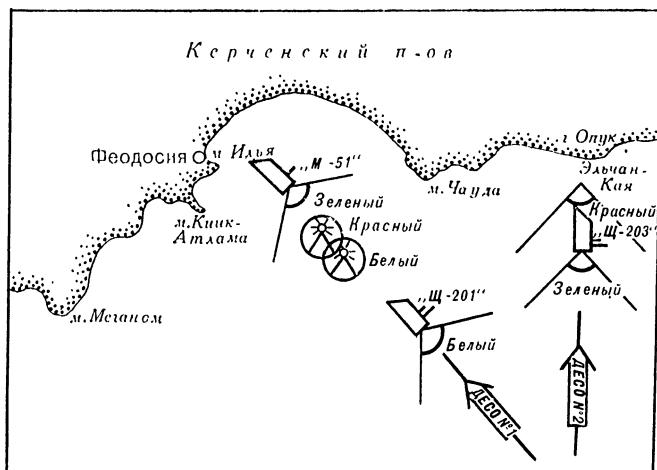 Керченский п-ов
г Опук
Феодосия
м Илья
„М-51"
Эльчан-
Кая
м. Чауда
Зеленый
Красный
м. Киик-
Атлама
Красный
„Щ-203"
Белый
„Щ-201"
Зеленый
м. Меганом
Белый
ДЕСО №1
ДЕСО №2